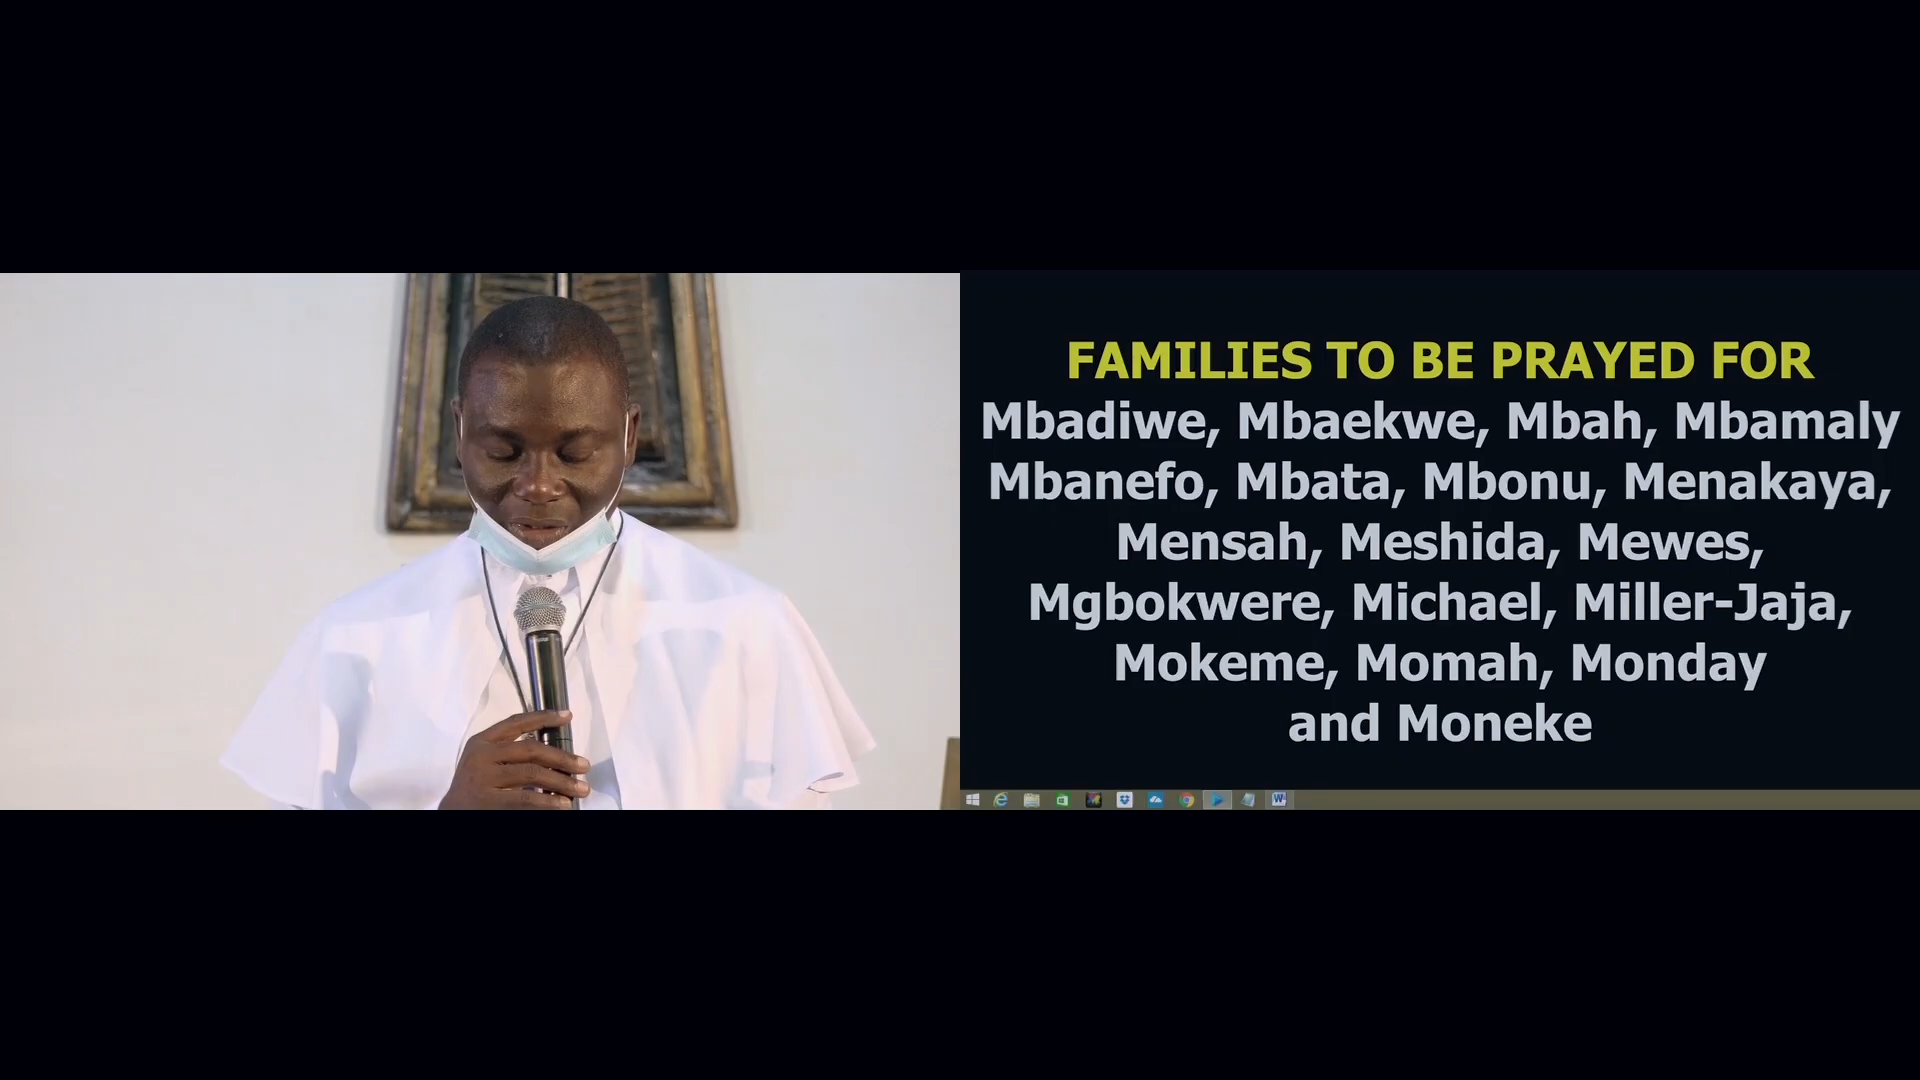 FAMILIES TO BE PRAYED FOR
Mbadiwe, Mbaekwe, Mbah, Mbamaly
Mbanefo, Mbata, Mbonu, Menakaya,
Mensah, Meshida, Mewes,
Mgbokwere, Michael, Miller-Jaja,
Mokeme, Momah, Monday
and Moneke